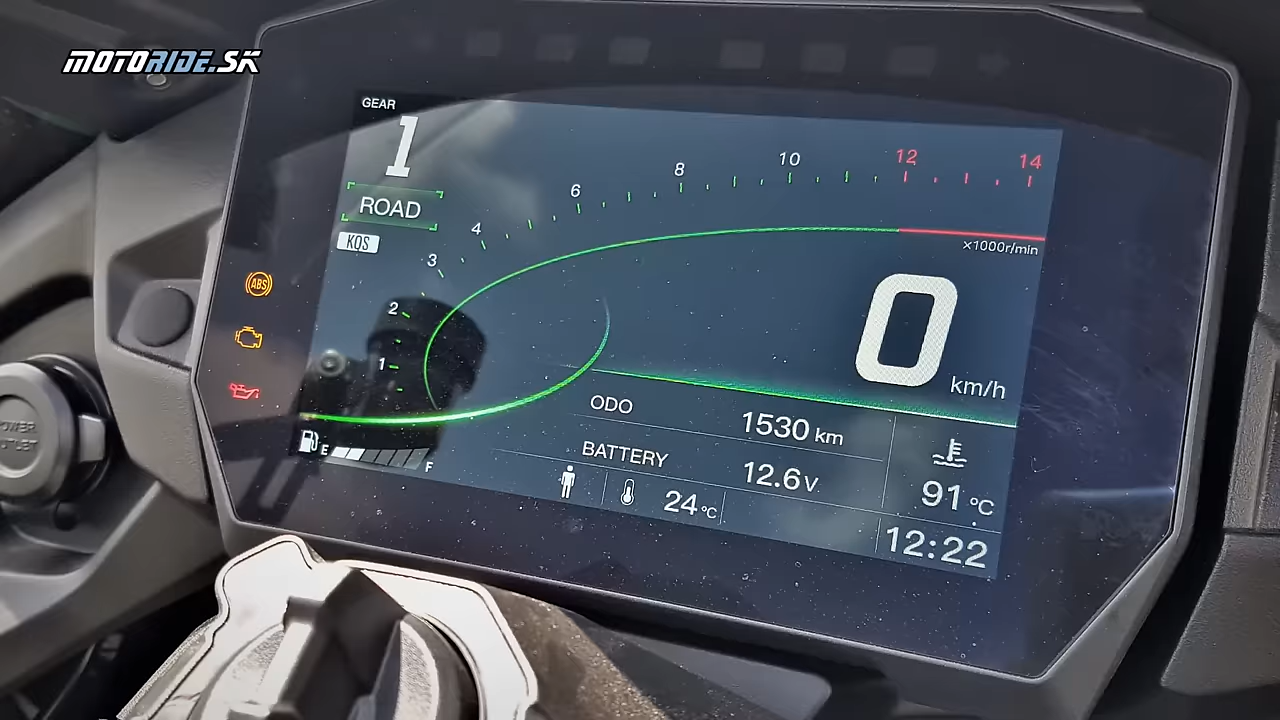 MOTORIDE.SK
GEAR
1
ROAD
KQS
ABS
1 2 3 4 6 8 10 12 14
×1000r/min
0 km/h
ODO 1530 km
BATTERY 12.6V
24°C
91°C
12:22
E F
POWER
OUTLET